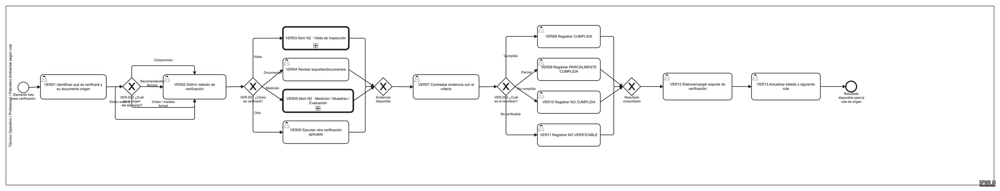 Técnico Operativo / Profesional / Patrullero Ambiental según ruta
Elemento listo
para verificación
VER01 Identificar qué se verificará y
su documento origen
VER-D00 ¿Cuál
es el origen
del elemento?
Compromiso
Recomendación
técnica
Orden / medida
formal
Orden externa
VER02 Definir método de
verificación
VER-D01 ¿Cómo
se verificará?
Visita
Documental
Medición
Otra
VER03 Abrir N2 · Visita de Inspección
VER04 Revisar soportes/documentos
VER05 Abrir N2 · Medición / Muestreo /
Evaluación
VER06 Ejecutar otra verificación
aplicable
Evidencia
disponible
VER07 Contrastar evidencia con el
criterio
VER-D02 ¿Cuál
es el resultado?
Cumplida
Parcial
No cumplida
No verificable
VER08 Registrar CUMPLIDA
VER09 Registrar PARCIALMENTE
CUMPLIDA
VER10 Registrar NO CUMPLIDA
VER11 Registrar NO VERIFICABLE
Resultado
consolidado
VER12 Elaborar/cargar soporte de
verificación
VER13 Actualizar estado y siguiente
ruta
Resultado
disponible para la
ruta de origen
BPMN.iO